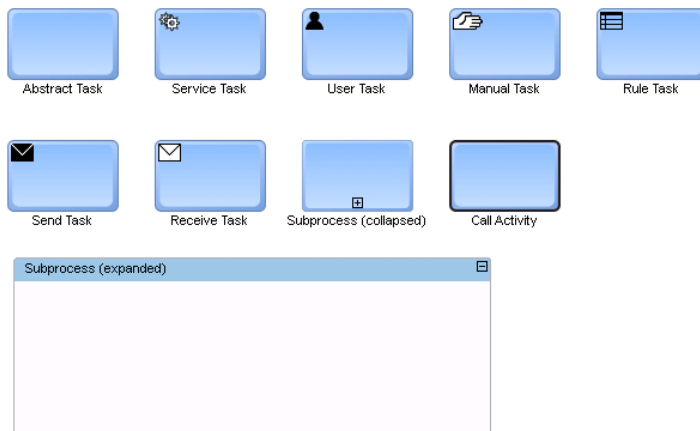 Abstract Task
Service Task
User Task
Manual Task
Rule Task
Send Task
Receive Task
Subprocess (collapsed)
Call Activity
Subprocess (expanded)